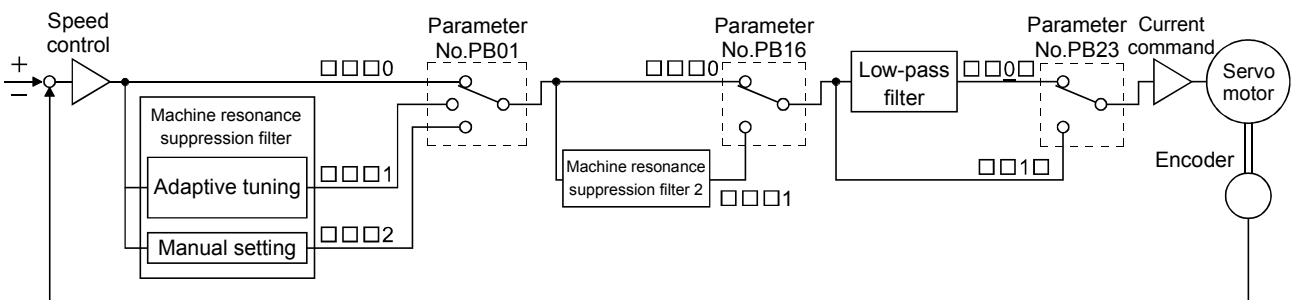 Speed
control
+
−
□□□0
Machine resonance
suppression filter
Adaptive tuning
□□□1
Manual setting
□□□2
Parameter
No.PB01
□□□0
Machine resonance
suppression filter 2
□□□1
Parameter
No.PB16
Low-pass
filter
□□0□
□□1□
Parameter
No.PB23
Current
command
Servo
motor
Encoder